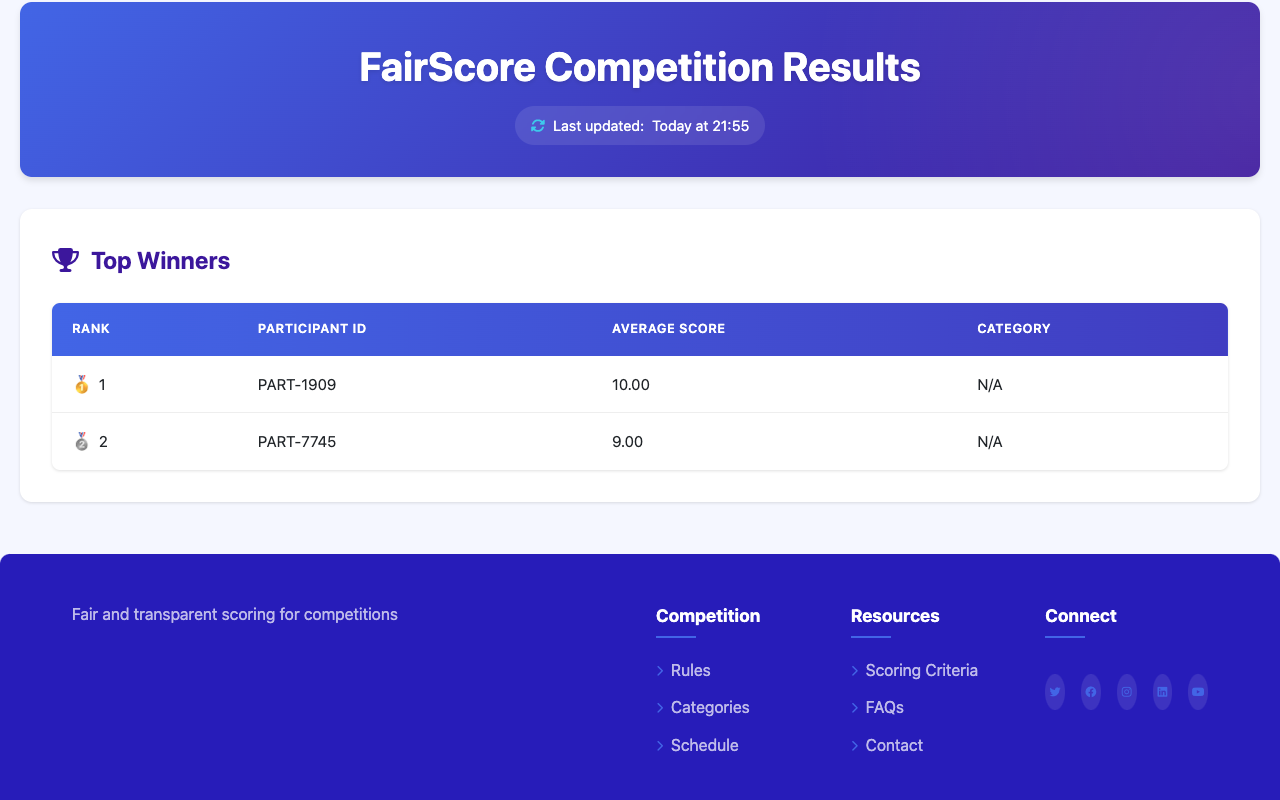 FairScore Competition Results
Last updated: Today at 21:55
Top Winners
RANK PARTICIPANT ID AVERAGE SCORE CATEGORY
1 PART-1909 10.00 N/A
2 PART-7745 9.00 N/A
Fair and transparent scoring for competitions
Competition
Rules
Categories
Schedule
Resources
Scoring Criteria
FAQs
Contact
Connect